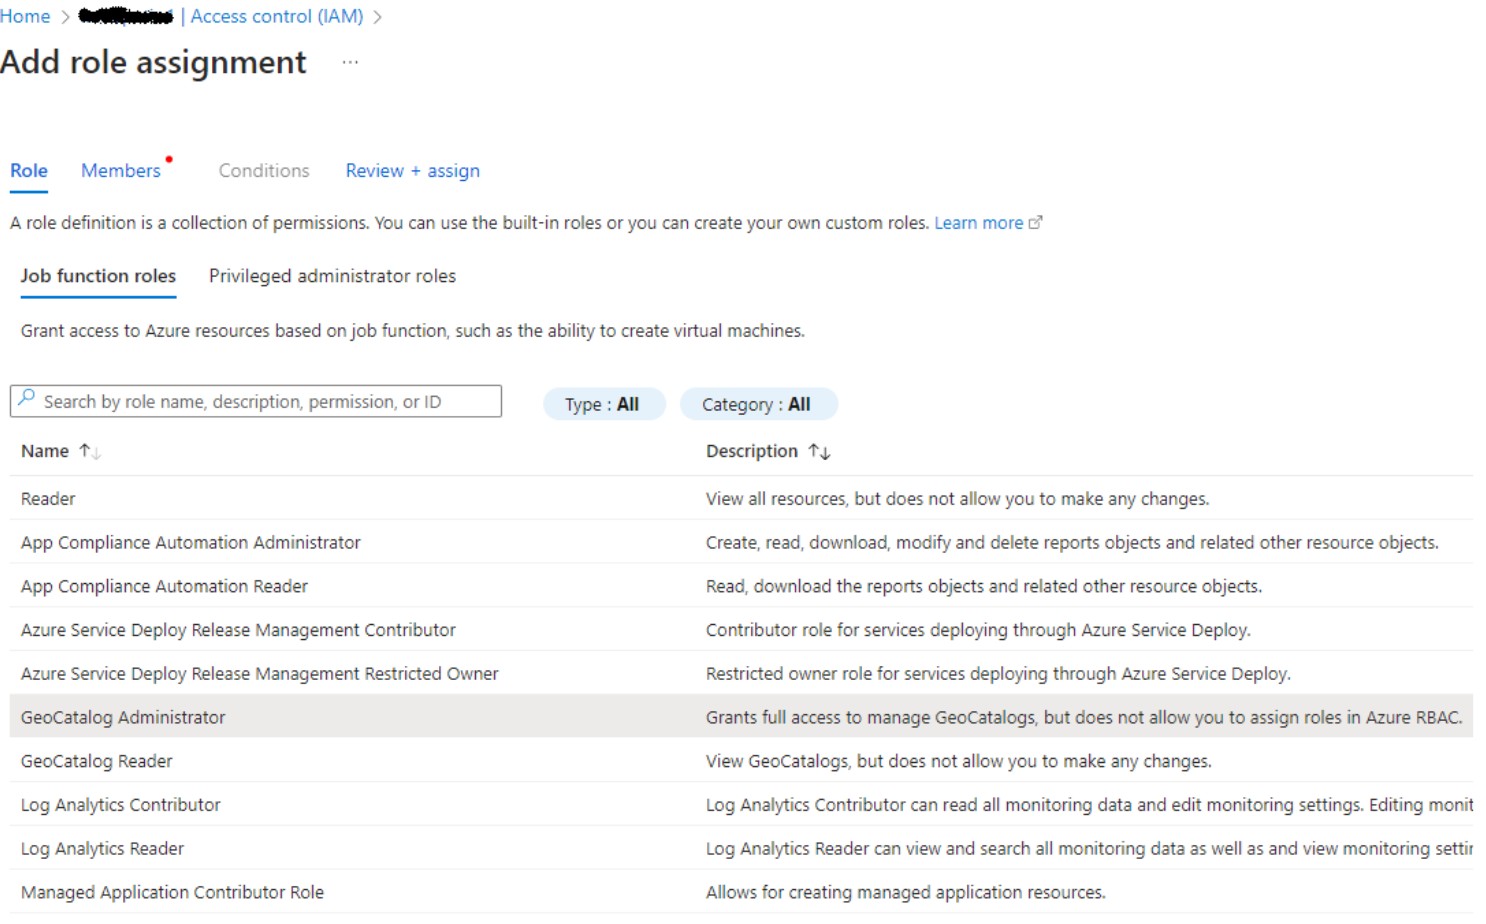 Home > | Access control (IAM) >
Add role assignment ...
Role Members Conditions Review + assign
A role definition is a collection of permissions. You can use the built-in roles or you can create your own custom roles. Learn more
Job function roles Privileged administrator roles
Grant access to Azure resources based on job function, such as the ability to create virtual machines.
Search by role name, description, permission, or ID Type : All Category : All
Name ↑↓ Description ↑↓
Reader View all resources, but does not allow you to make any changes.
App Compliance Automation Administrator Create, read, download, modify and delete reports objects and related other resource objects.
App Compliance Automation Reader Read, download the reports objects and related other resource objects.
Azure Service Deploy Release Management Contributor Contributor role for services deploying through Azure Service Deploy.
Azure Service Deploy Release Management Restricted Owner Restricted owner role for services deploying through Azure Service Deploy.
GeoCatalog Administrator Grants full access to manage GeoCatalogs, but does not allow you to assign roles in Azure RBAC.
GeoCatalog Reader View GeoCatalogs, but does not allow you to make any changes.
Log Analytics Contributor Log Analytics Contributor can read all monitoring data and edit monitoring settings. Editing monit
Log Analytics Reader Log Analytics Reader can view and search all monitoring data as well as and view monitoring settin
Managed Application Contributor Role Allows for creating managed application resources.